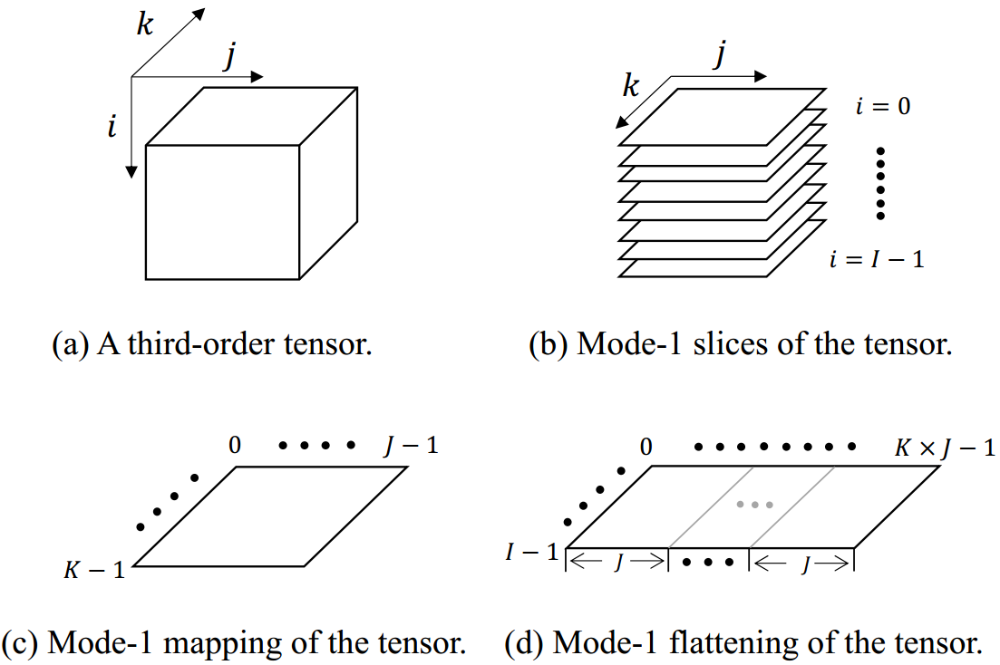 k
j
i
(a) A third-order tensor.
j
k
i = 0
i = I − 1
(b) Mode-1 slices of the tensor.
0 J − 1
K − 1
(c) Mode-1 mapping of the tensor.
0 K × J − 1
I − 1
J J
(d) Mode-1 flattening of the tensor.